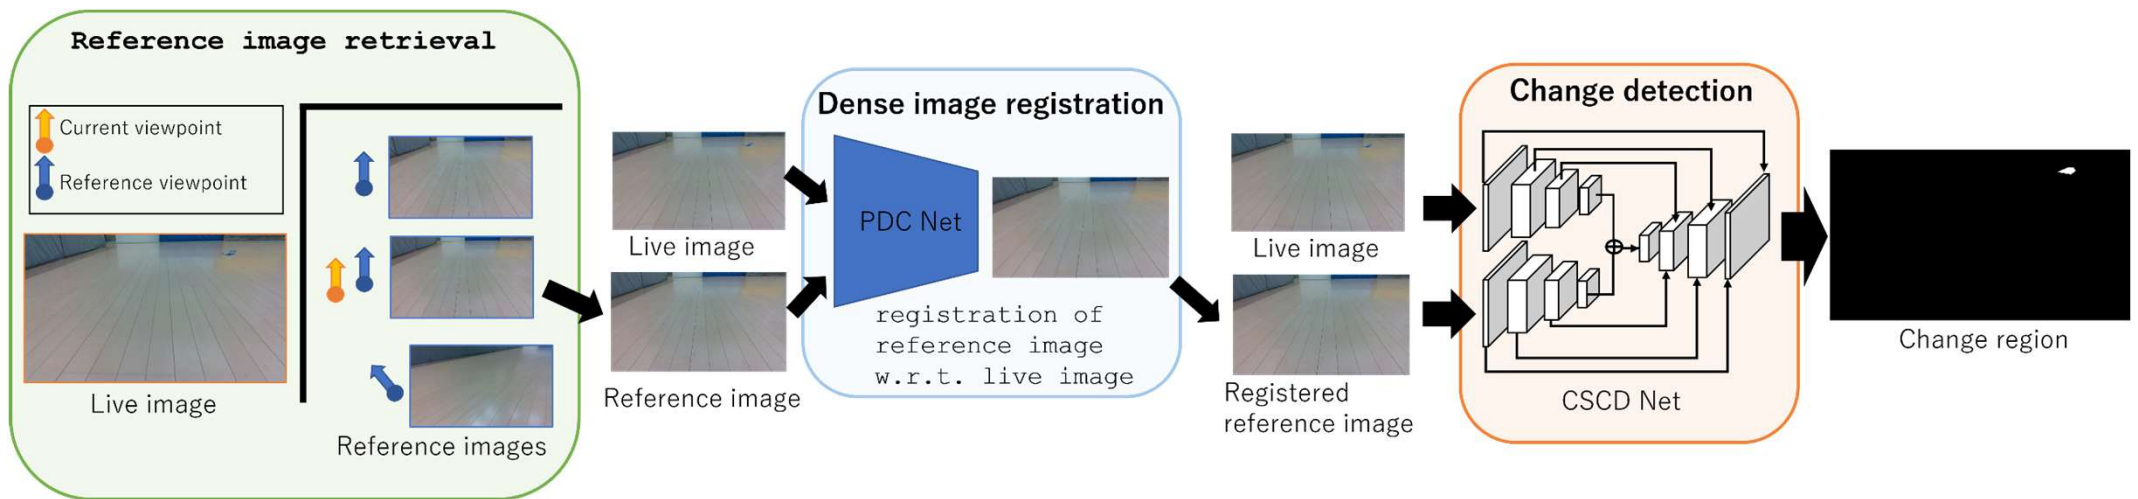 Reference image retrieval
Current viewpoint
Reference viewpoint
Live image
Reference images
Live image
Reference image
Dense image registration
PDC Net
registration of
reference image
w.r.t. live image
Live image
Registered
reference image
Change detection
CSCD Net
Change region